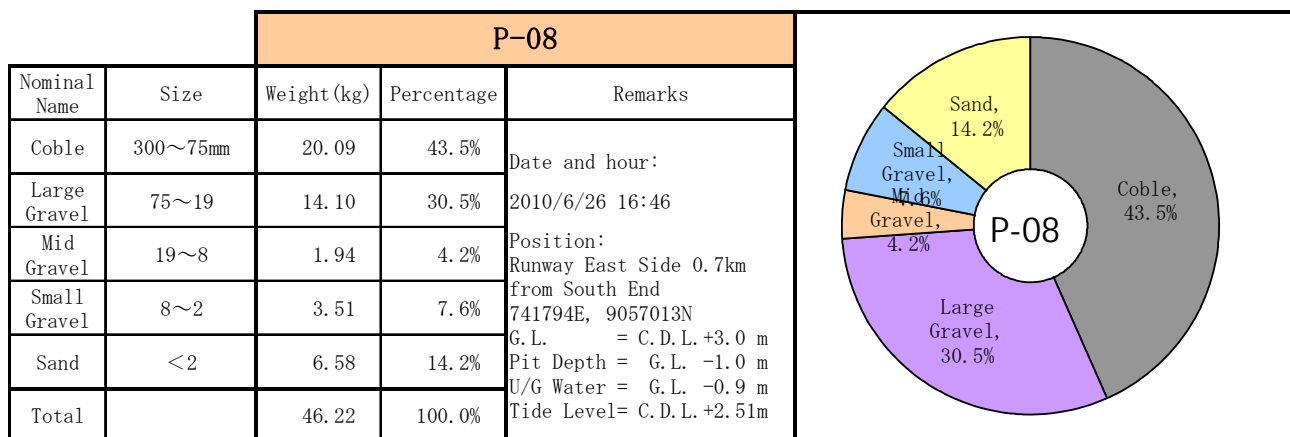 P-08
Nominal Name Size Weight(kg) Percentage Remarks
Coble 300～75mm 20.09 43.5%
Large Gravel 75～19 14.10 30.5%
Mid Gravel 19～8 1.94 4.2%
Small Gravel 8～2 3.51 7.6%
Sand <2 6.58 14.2%
Total 46.22 100.0%
Date and hour:
2010/6/26 16:46
Position:
Runway East Side 0.7km
from South End
741794E, 9057013N
G.L. = C.D.L.+3.0 m
Pit Depth = G.L. -1.0 m
U/G Water = G.L. -0.9 m
Tide Level= C.D.L.+2.51m
Sand,
14.2%
Small
Gravel,
7.6%
Mid
Gravel,
4.2%
Large
Gravel,
30.5%
Coble,
43.5%
P-08